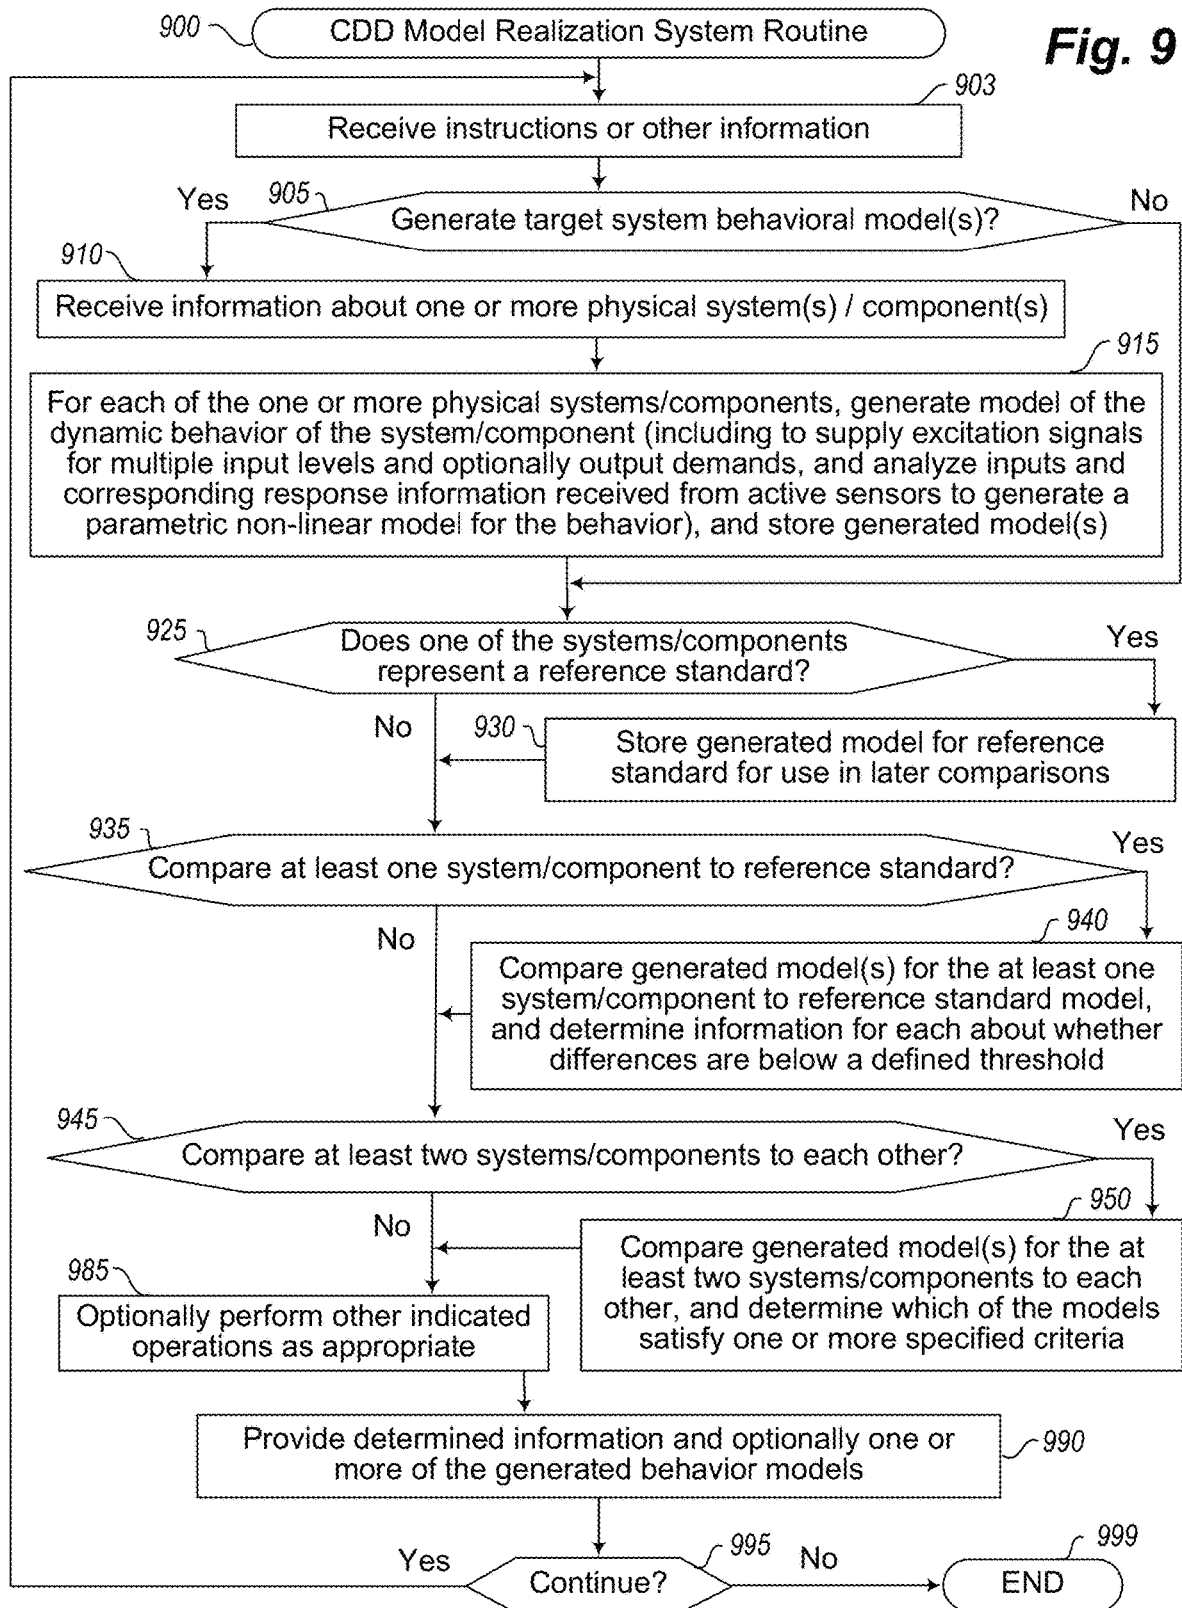 900
CDD Model Realization System Routine
Fig. 9
903
Receive instructions or other information
905
Yes
Generate target system behavioral model(s)?
No
910
Receive information about one or more physical system(s) / component(s)
915
For each of the one or more physical systems/components, generate model of the
dynamic behavior of the system/component (including to supply excitation signals
for multiple input levels and optionally output demands, and analyze inputs and
corresponding response information received from active sensors to generate a
parametric non-linear model for the behavior), and store generated model(s)
925
Does one of the systems/components
represent a reference standard?
Yes
No
930
Store generated model for reference
standard for use in later comparisons
935
Compare at least one system/component to reference standard?
Yes
No
940
Compare generated model(s) for the at least one
system/component to reference standard model,
and determine information for each about whether
differences are below a defined threshold
945
Compare at least two systems/components to each other?
Yes
No
950
Compare generated model(s) for the at
least two systems/components to each
other, and determine which of the models
satisfy one or more specified criteria
985
Optionally perform other indicated
operations as appropriate
Provide determined information and optionally one or
more of the generated behavior models
990
Yes
Continue?
995
No
999
END